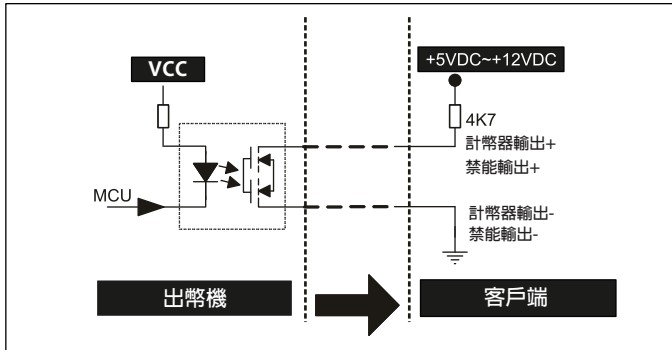 VCC
+5VDC~+12VDC
4K7
計幣器輸出+
禁能輸出+
MCU
計幣器輸出-
禁能輸出-
出幣機
客戶端